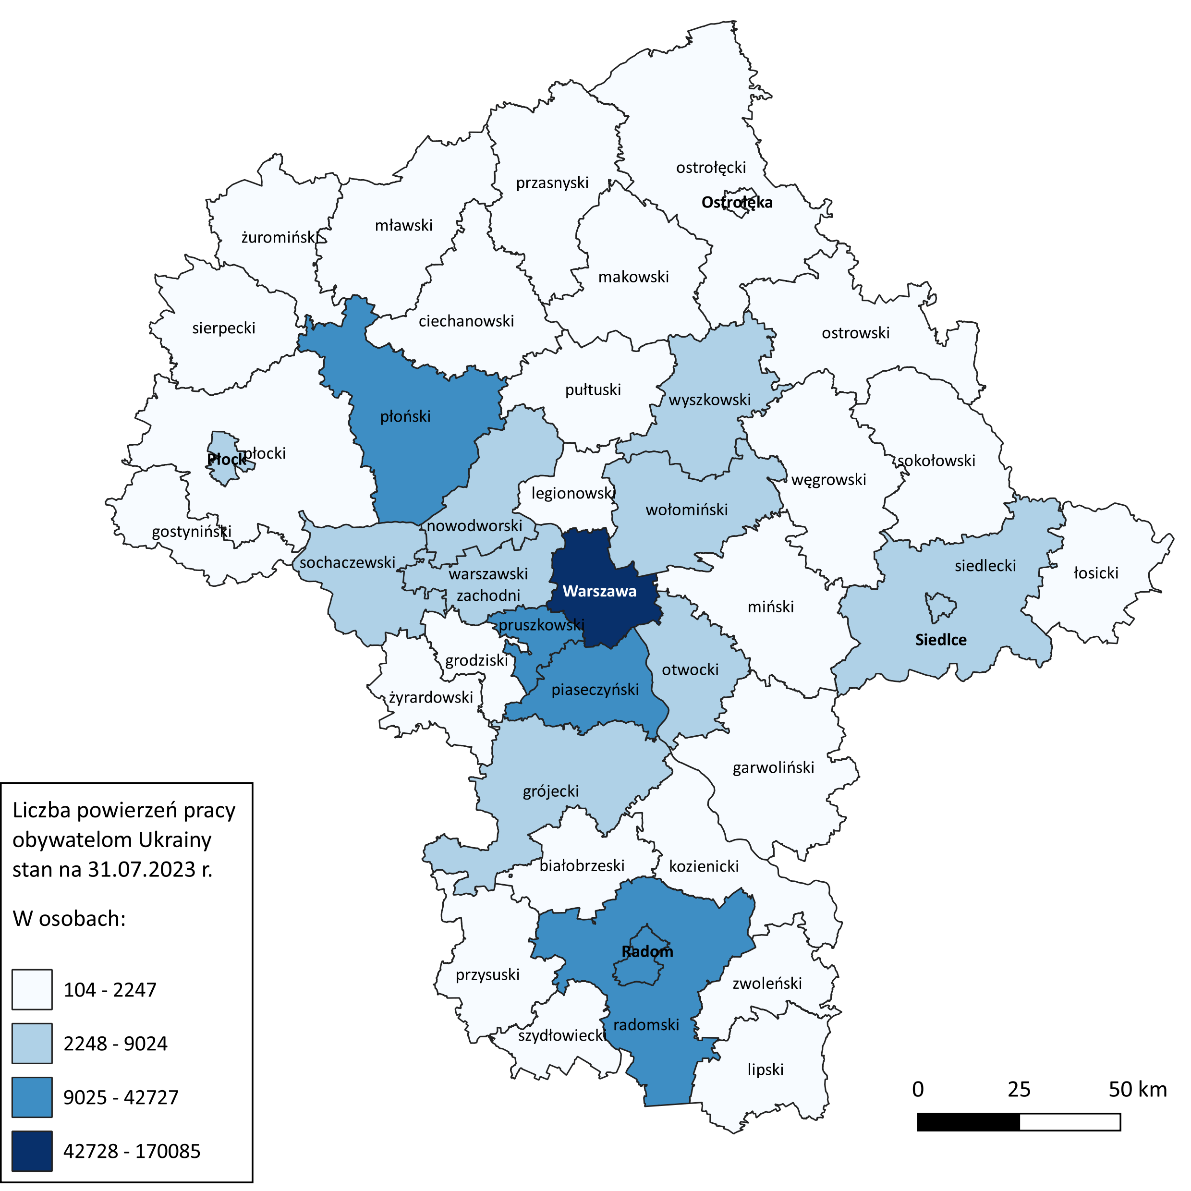 ostrołęcki
przasnyski
Ostrołęka
mławski
żuromiński
makowski
ciechanowski
sierpecki
ostrowski
pułtuski
wyszkowski
płoński
płocki
Płock
sokołowski
węgrowski
legionowski
wołomiński
nowodworski
gostyniński
sochaczewski
siedlecki
warszawski
zachodni
łosicki
Warszawa
miński
pruszkowski
Siedlce
grodziski
otwocki
piaseczyński
żyrardowski
garwoliński
grójecki
białobrzeski
kozienicki
Radom
przysuski
zwoleński
radomski
szydłowiecki
lipski
Liczba powierzeń pracy
obywatelom Ukrainy
stan na 31.07.2023 r.
W osobach:
104 - 2247
2248 - 9024
9025 - 42727
42728 - 170085
0 25 50 km